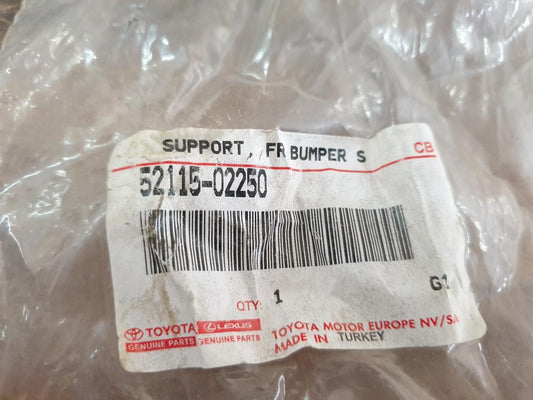 SUPPORT, FR BUMPER S CB
52115-02250
QTY: 1 G1
TOYOTA LEXUS TOYOTA MOTOR EUROPE NV/SA
GENUINE PARTS GENUINE PARTS MADE IN TURKEY